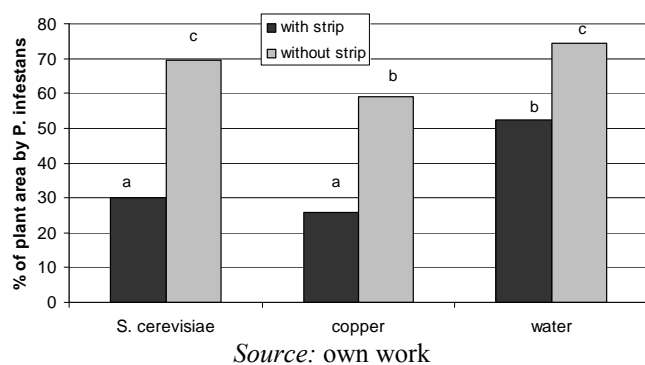 % of plant area by P. infestans
80
70
60
50
40
30
20
10
0
with strip
without strip
a
c
a
b
b
c
S. cerevisiae
copper
water
Source: own work